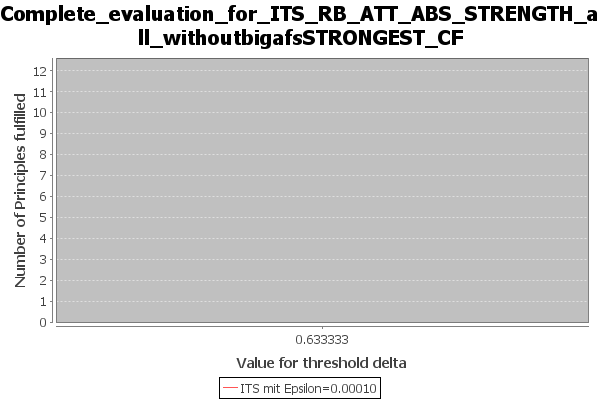 Complete_evaluation_for_ITS_RB_ATT_ABS_STRENGTH_a
ll_withoutbigafsSTRONGEST_CF
Number of Principles fulfilled
12
11
10
9
8
7
6
5
4
3
2
1
0
0.633333
Value for threshold delta
ITS mit Epsilon=0.00010